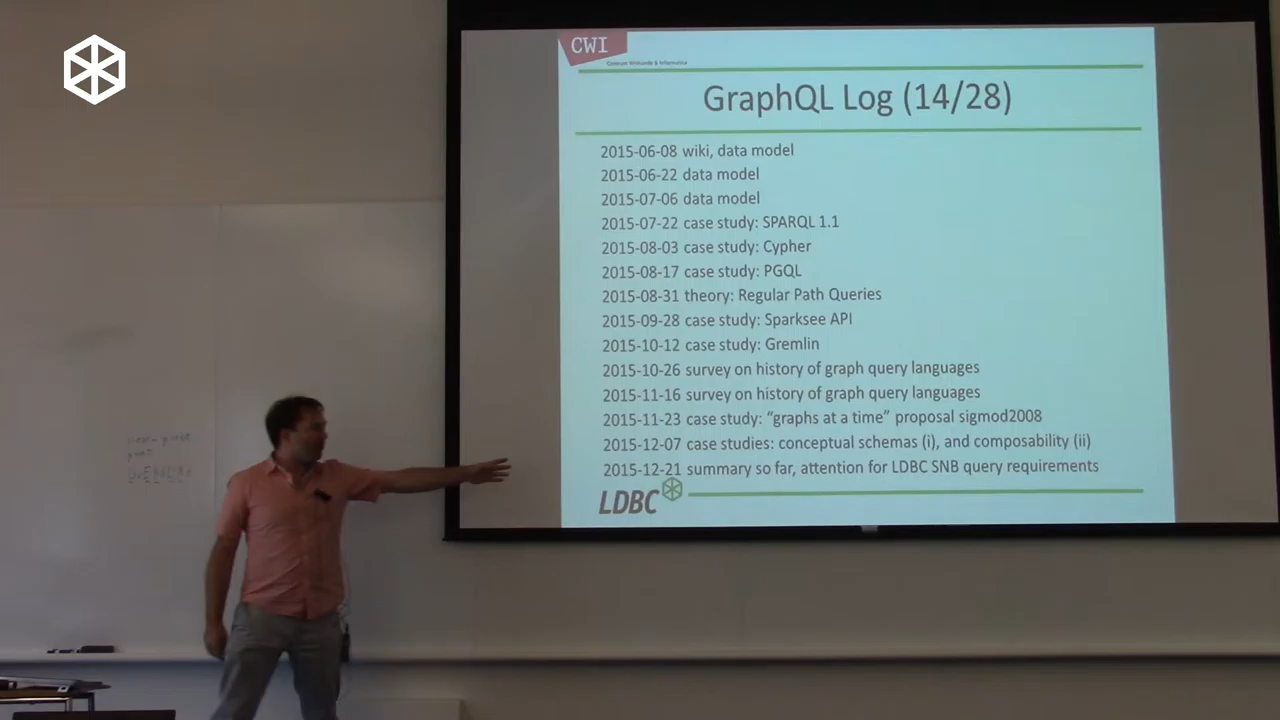 CWI
Centrum Wiskunde & Informatica
GraphQL Log (14/28)
2015-06-08 wiki, data model
2015-06-22 data model
2015-07-06 data model
2015-07-22 case study: SPARQL 1.1
2015-08-03 case study: Cypher
2015-08-17 case study: PGQL
2015-08-31 theory: Regular Path Queries
2015-09-28 case study: Sparksee API
2015-10-12 case study: Gremlin
2015-10-26 survey on history of graph query languages
2015-11-16 survey on history of graph query languages
2015-11-23 case study: “graphs at a time” proposal sigmod2008
2015-12-07 case studies: conceptual schemas (i), and composability (ii)
2015-12-21 summary so far, attention for LDBC SNB query requirements
LDBC